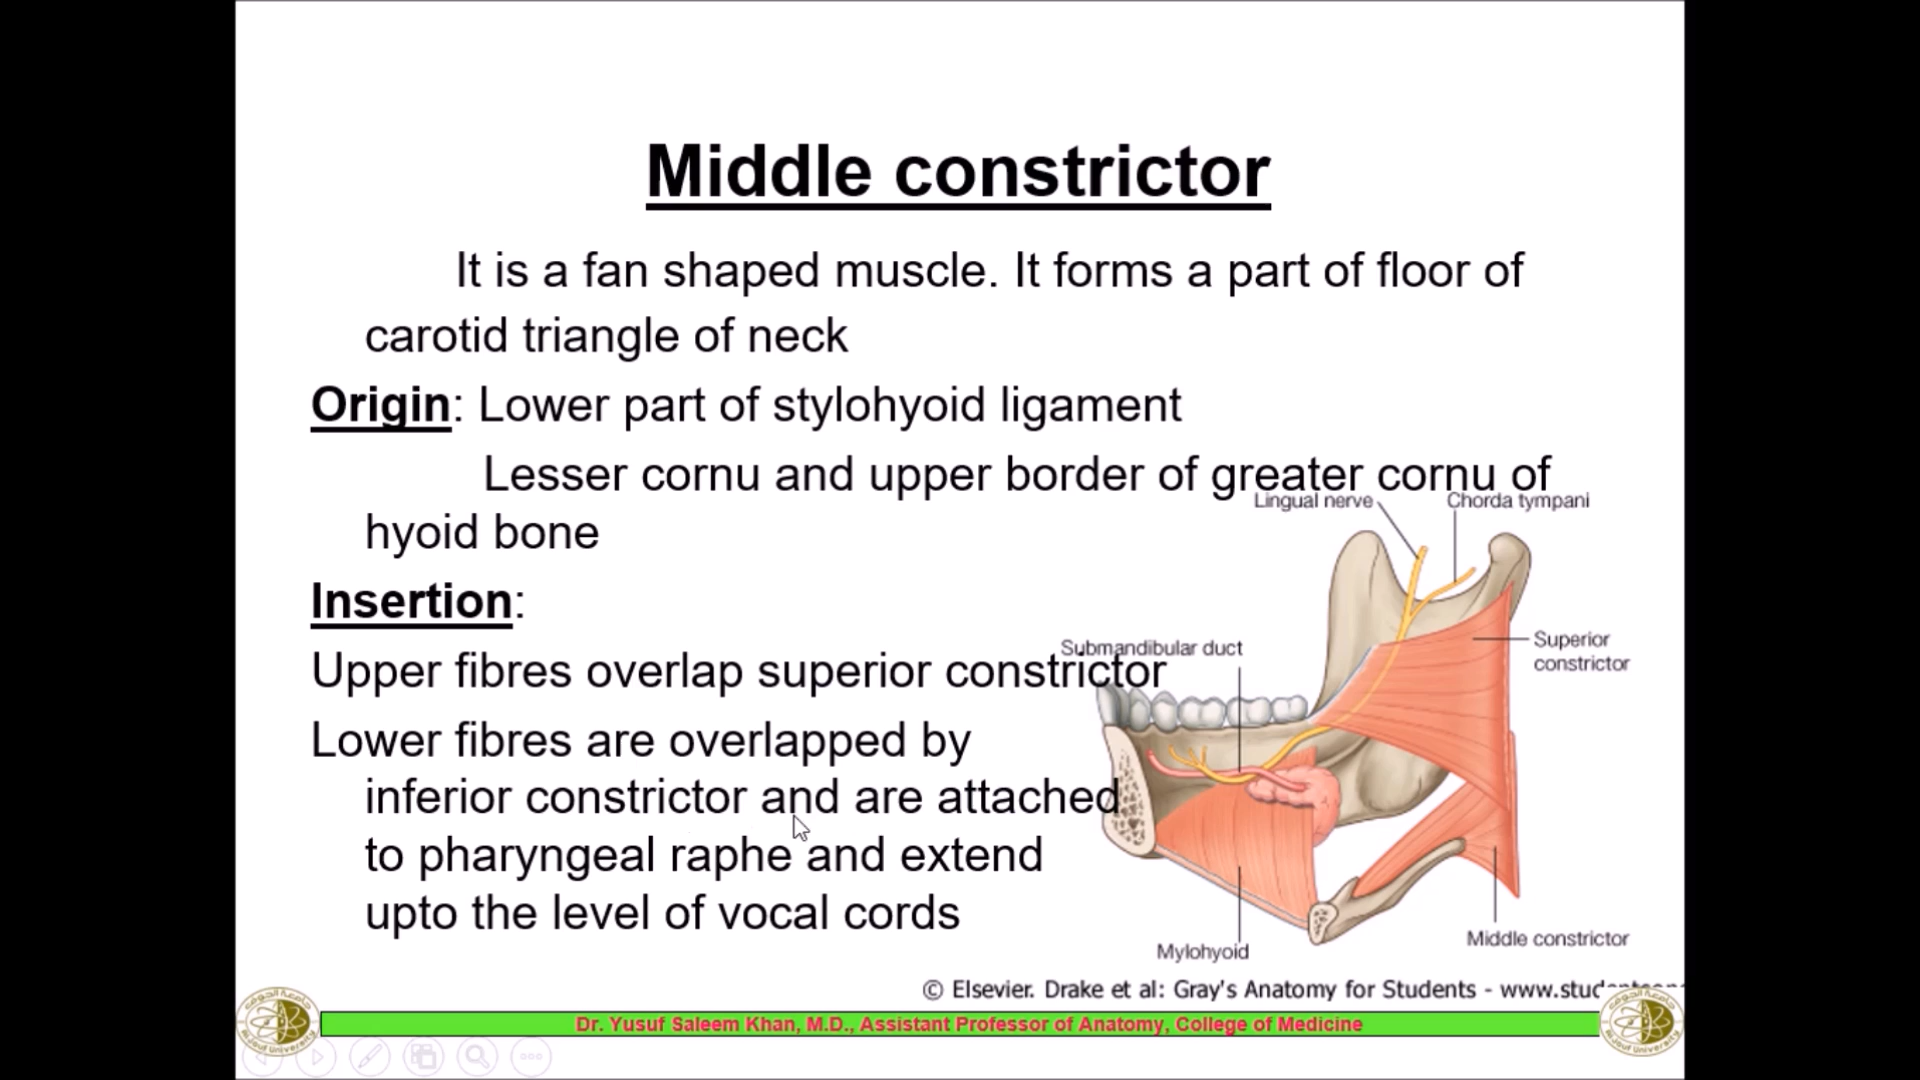 Middle constrictor
It is a fan shaped muscle. It forms a part of floor of
carotid triangle of neck
Origin: Lower part of stylohyoid ligament
Lesser cornu and upper border of greater cornu of
hyoid bone
Insertion:
Upper fibres overlap superior constrictor
Lower fibres are overlapped by
inferior constrictor and are attached
to pharyngeal raphe and extend
upto the level of vocal cords
Lingual nerve
Chorda tympani
Submandibular duct
Superior
constrictor
Mylohyoid
Middle constrictor
© Elsevier. Drake et al: Gray's Anatomy for Students - www.stud
Dr. Yusuf Saleem Khan, M.D., Assistant Professor of Anatomy, College of Medicine